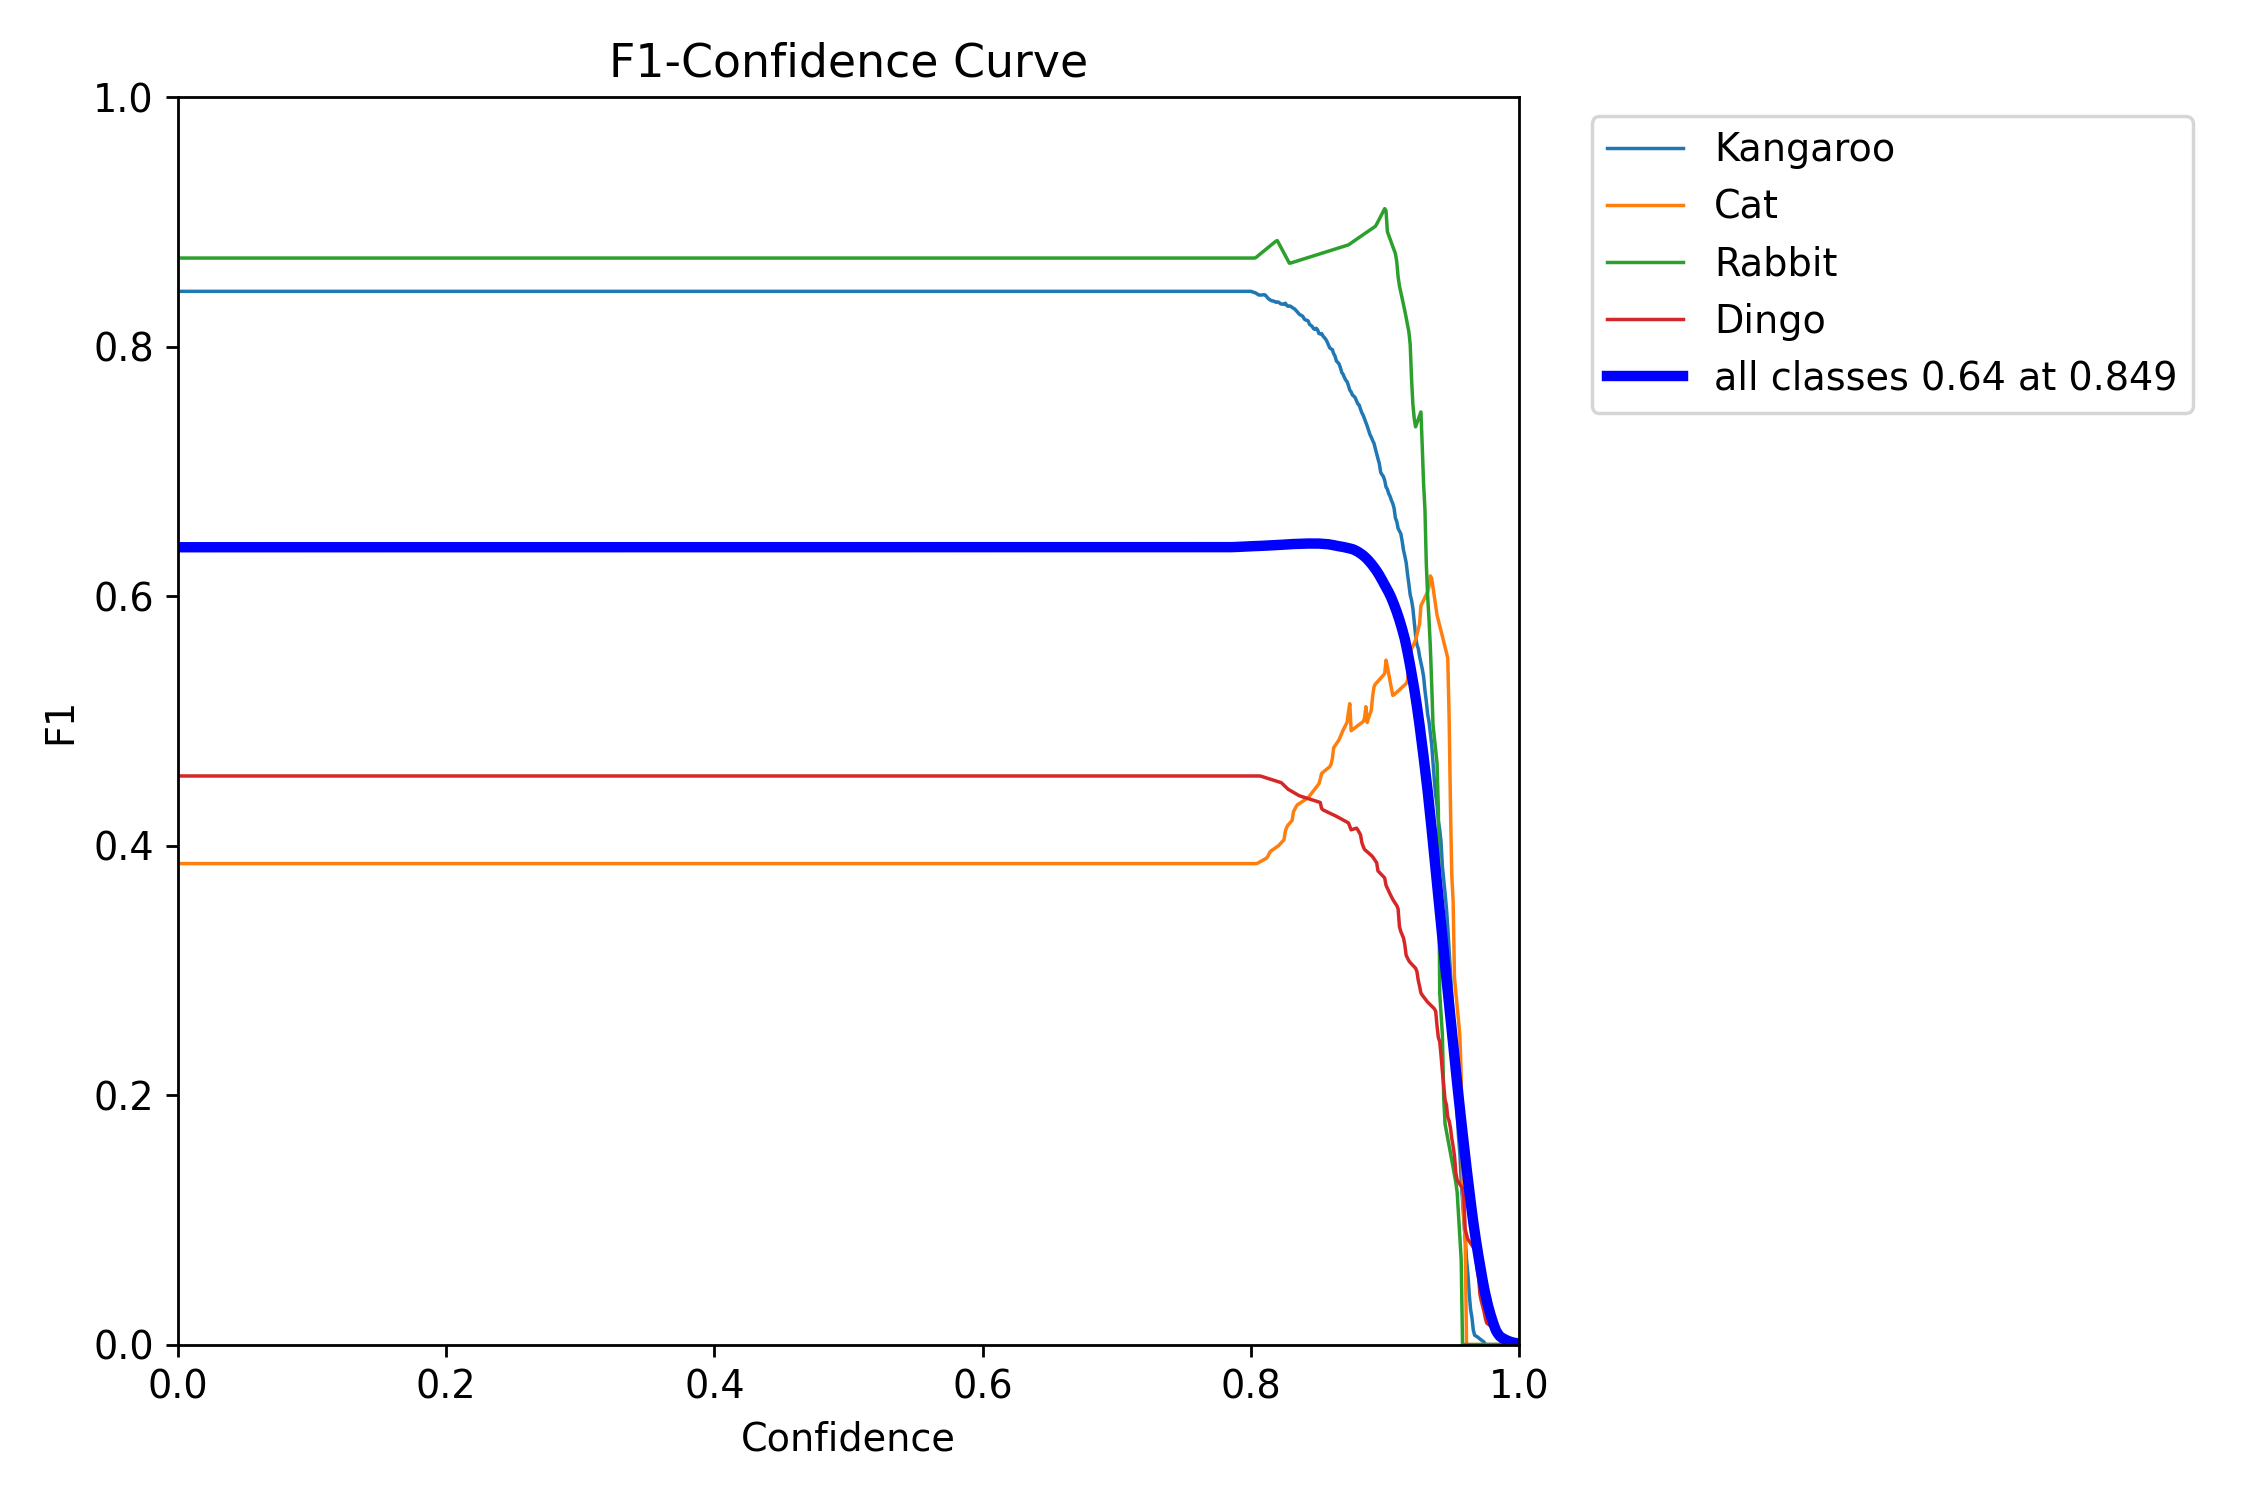 F1-Confidence Curve
1.0
0.8
0.6
0.4
0.2
0.0
F1
0.0 0.2 0.4 0.6 0.8 1.0
Confidence
Kangaroo
Cat
Rabbit
Dingo
all classes 0.64 at 0.849